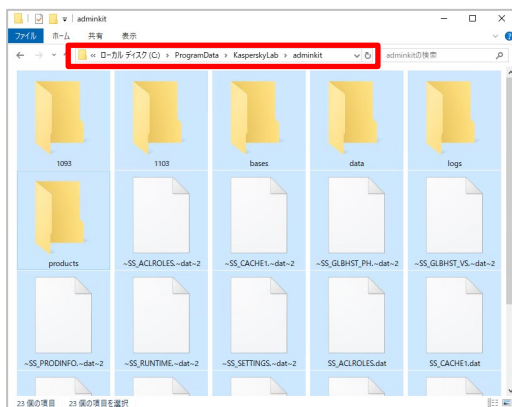 adminkit
ファイル ホーム 共有 表示
« ローカル ディスク (C:) › ProgramData › KasperskyLab › adminkit
adminkitの検索
1093 1103 bases data logs
products ~SS_ACLROLES.~dat~2 ~SS_CACHE1.~dat~2 ~SS_GLBHST_PH.~dat~2 ~SS_GLBHST_VS.~dat~2
~SS_PRODINFO.~dat~2 ~SS_RUNTIME.~dat~2 ~SS_SETTINGS.~dat~2 SS_ACLROLES.dat SS_CACHE1.dat
23 個の項目 23 個の項目を選択